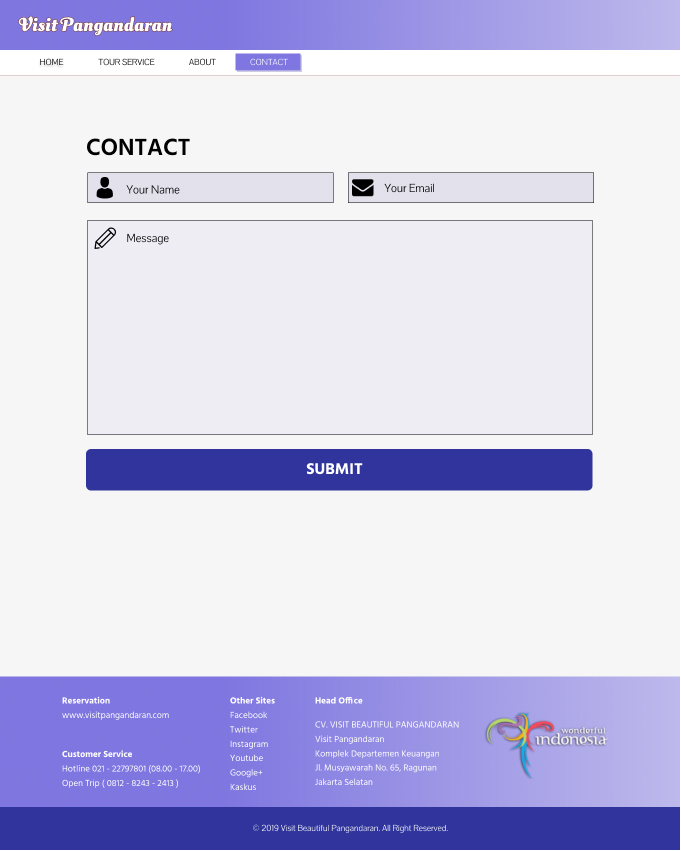 Visit Pangandaran
HOME
TOUR SERVICE
ABOUT
CONTACT
CONTACT
Your Name
Your Email
Message
SUBMIT
Reservation
www.visitpangandaran.com
Customer Service
Hotline 021 - 22797801 (08.00 - 17.00)
Open Trip ( 0812 - 8243 - 2413 )
Other Sites
Facebook
Twitter
Instagram
Youtube
Google+
Kaskus
Head Office
CV. VISIT BEAUTIFUL PANGANDARAN
Visit Pangandaran
Komplek Departemen Keuangan
Jl. Musyawarah No. 65, Ragunan
Jakarta Selatan
wonderful
indonesia
© 2019 Visit Beautiful Pangandaran. All Right Reserved.